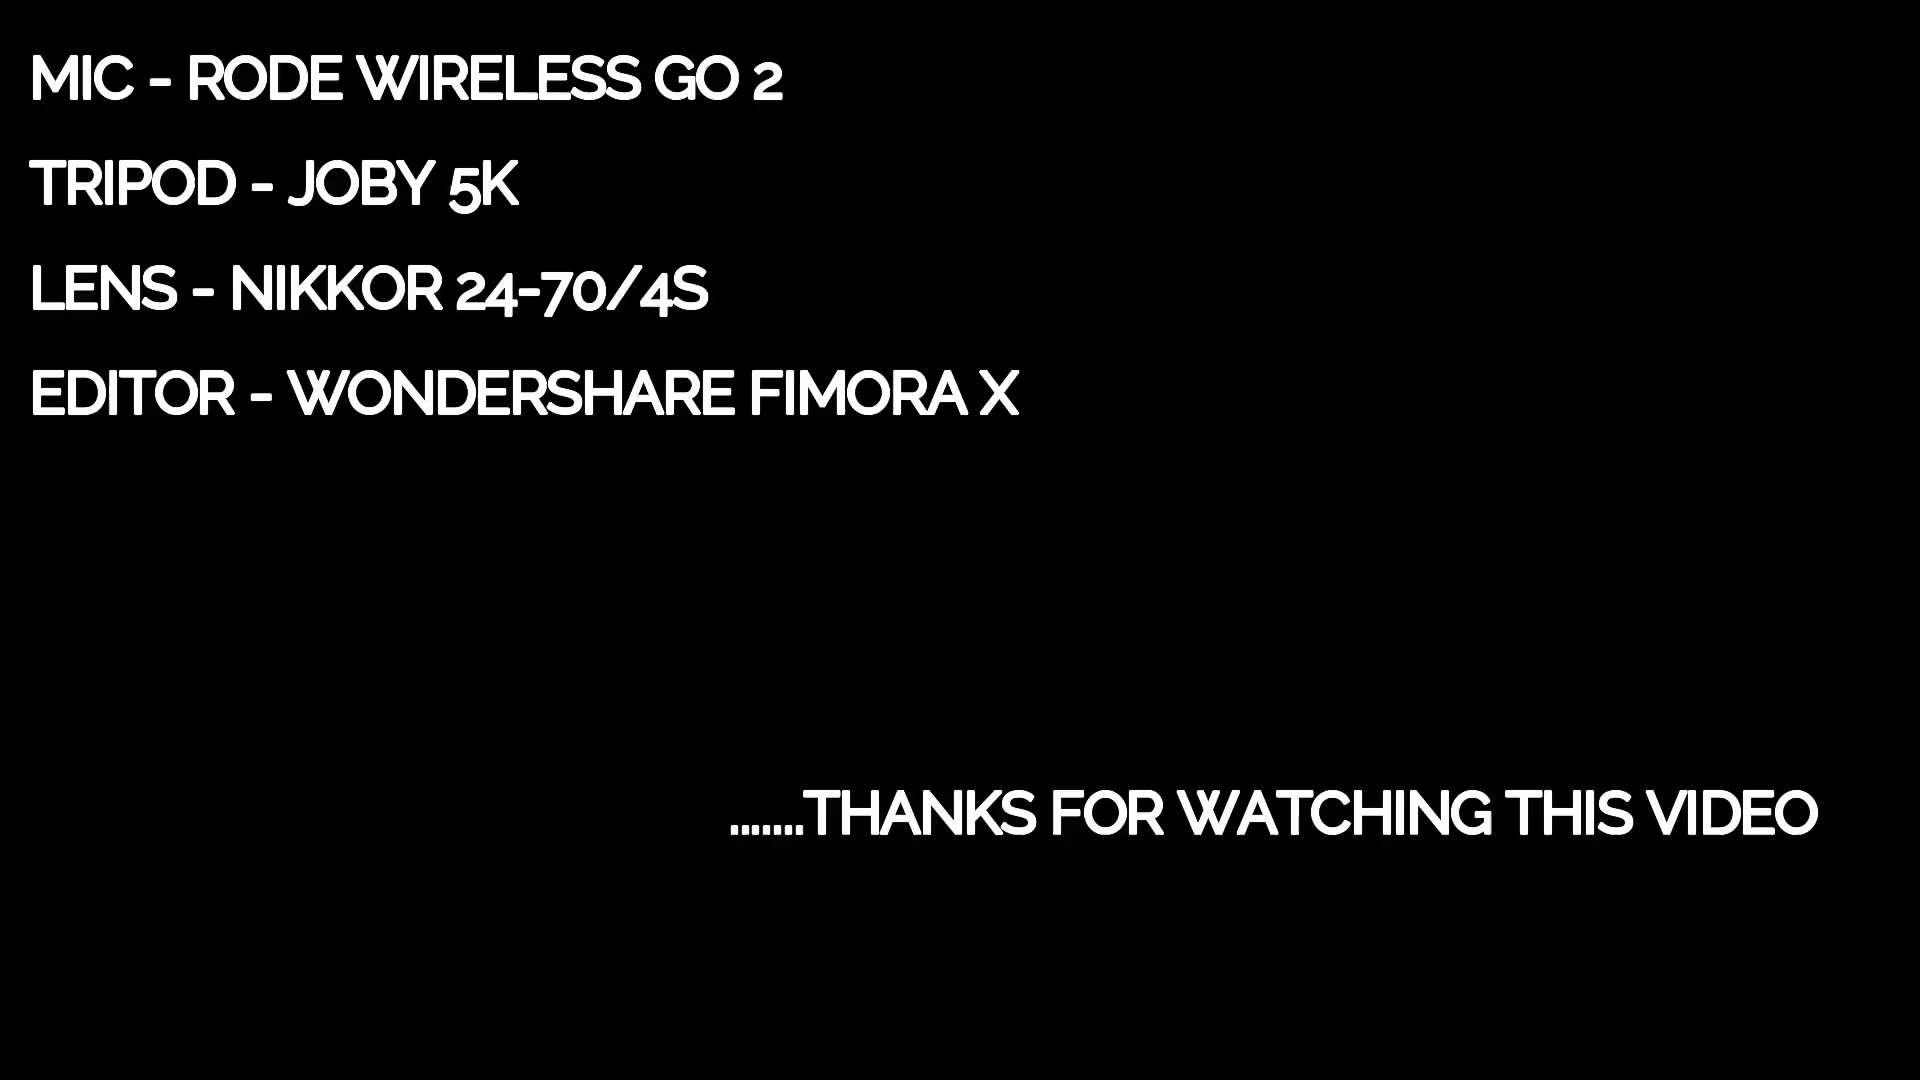 MIC - RODE WIRELESS GO 2
TRIPOD - JOBY 5K
LENS - NIKKOR 24-70/4S
EDITOR - WONDERSHARE FIMORA X
.......THANKS FOR WATCHING THIS VIDEO